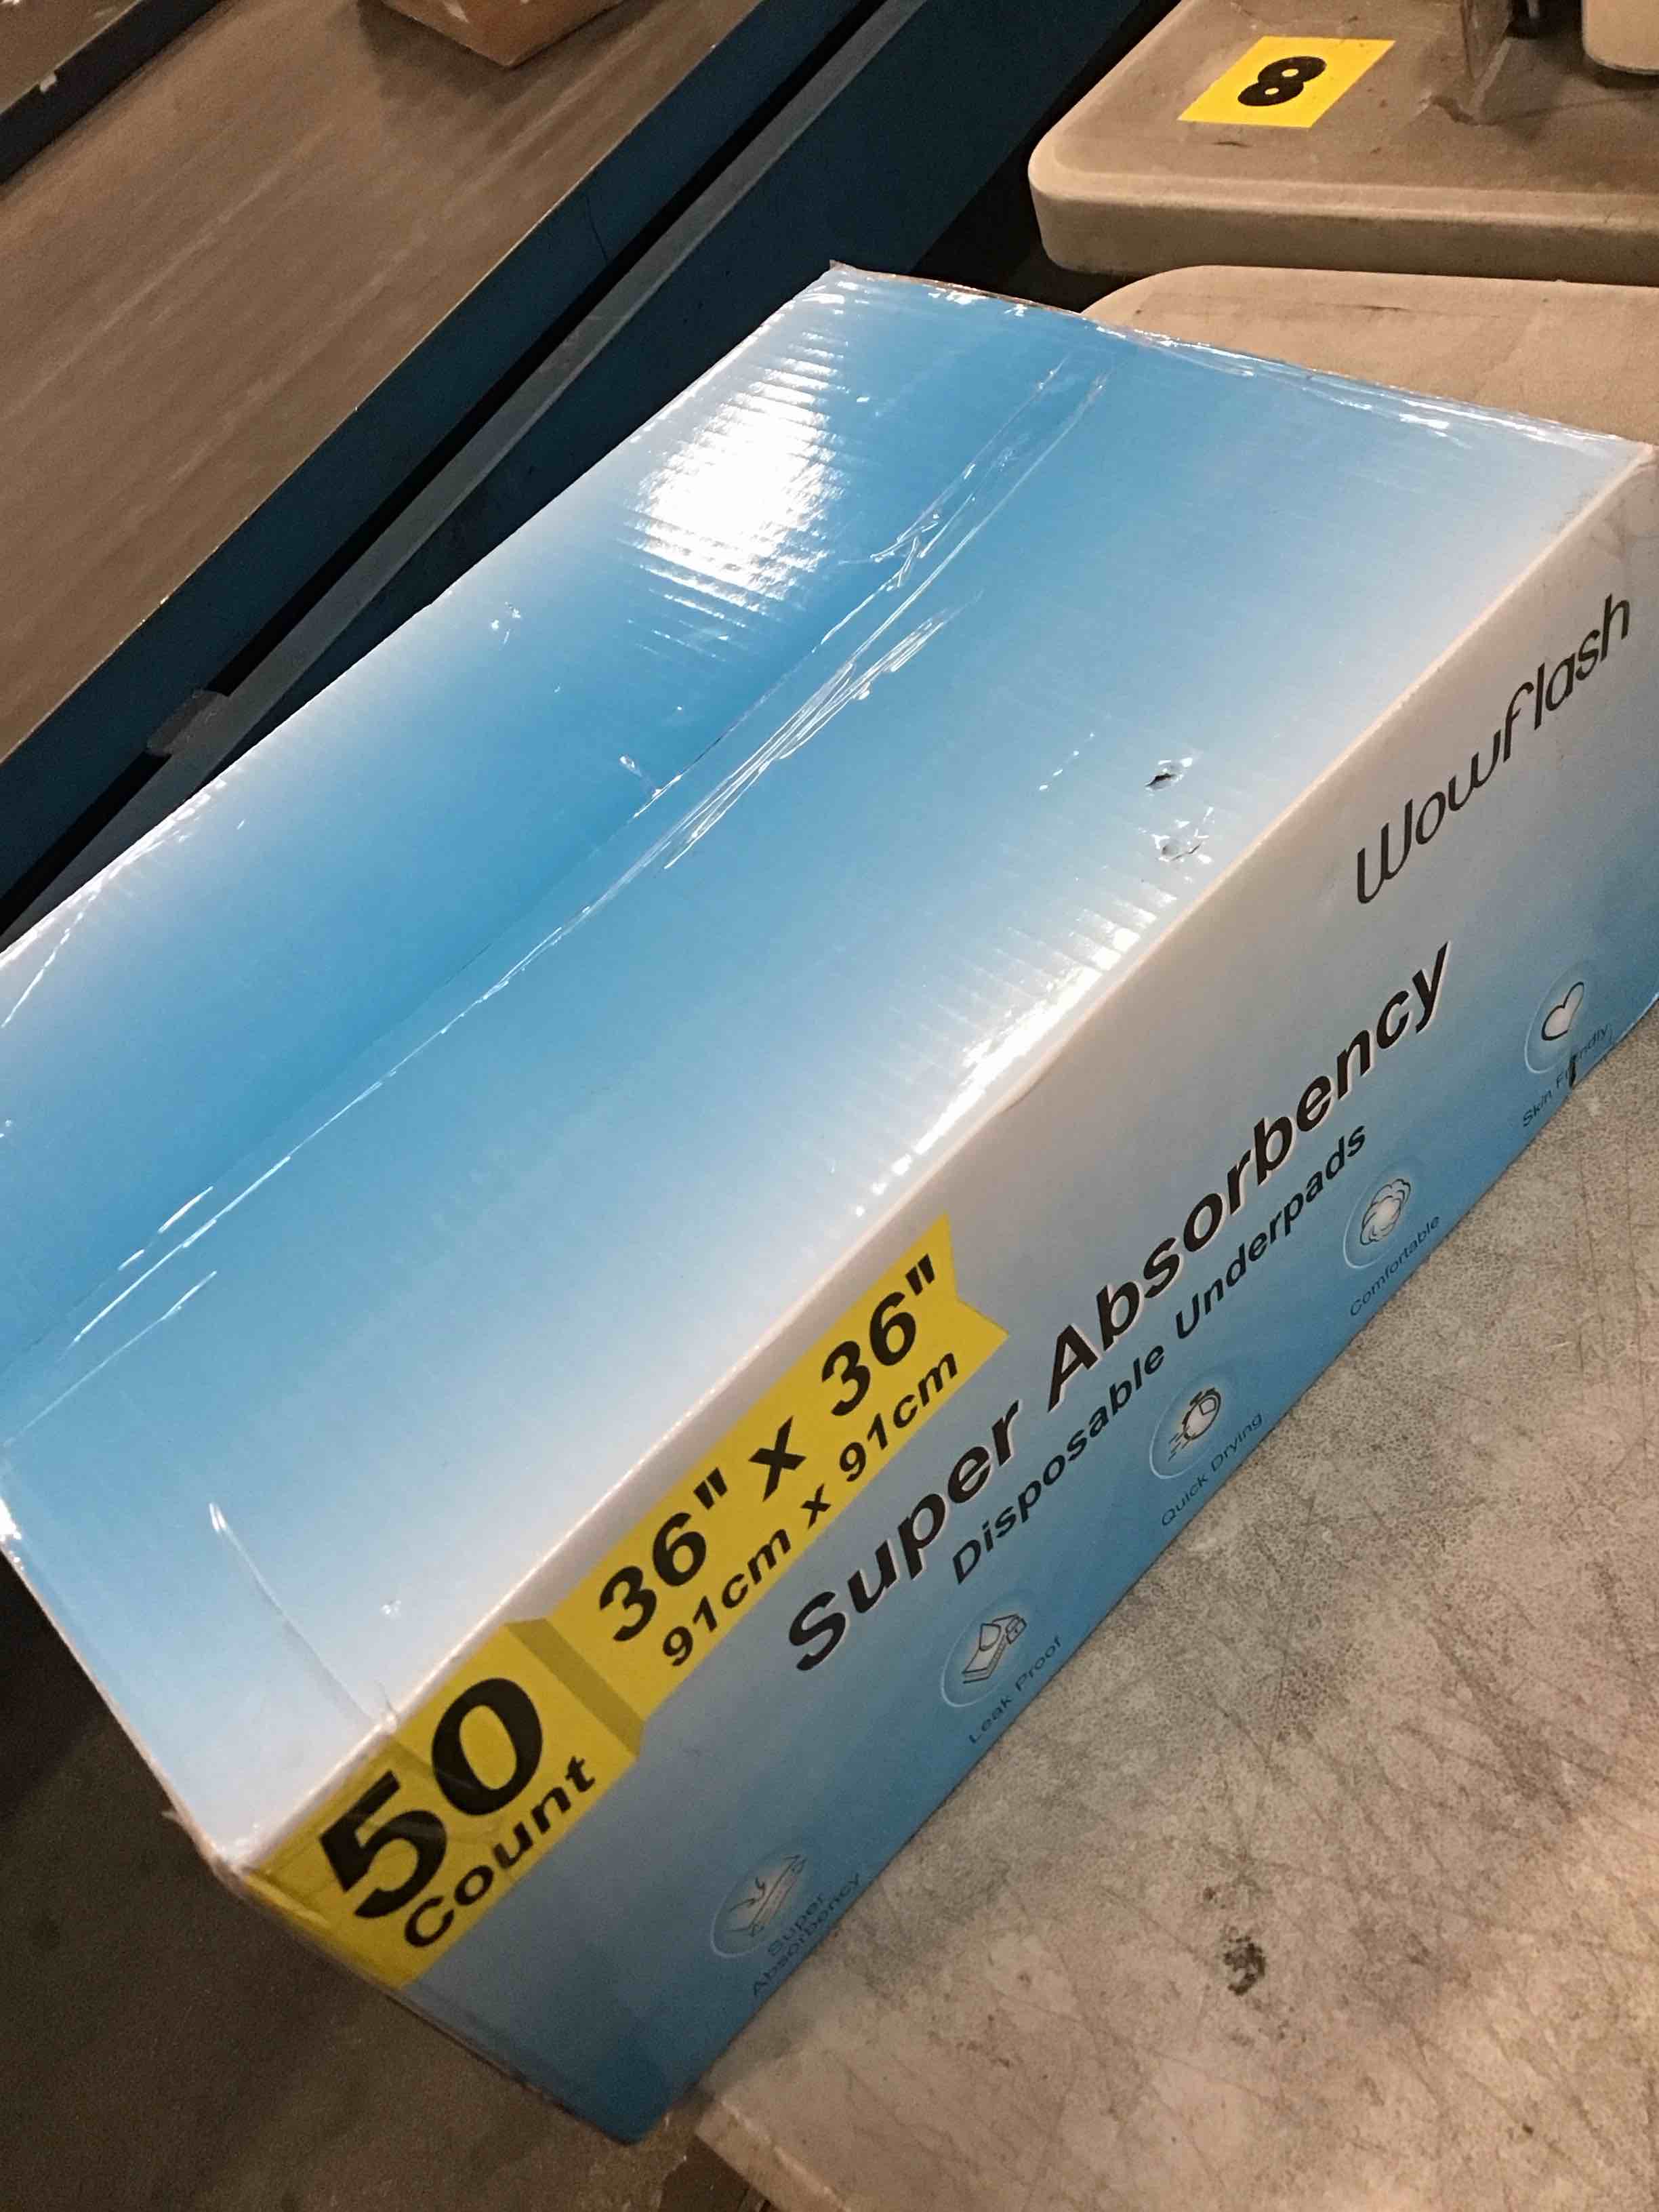 8
Wowflash
50
Count
36" x 36"
91cm x 91cm
Super Absorbency
Disposable Underpads
Super
Absorbency
Leak Proof
Quick Drying
Comfortable
Skin Friendly